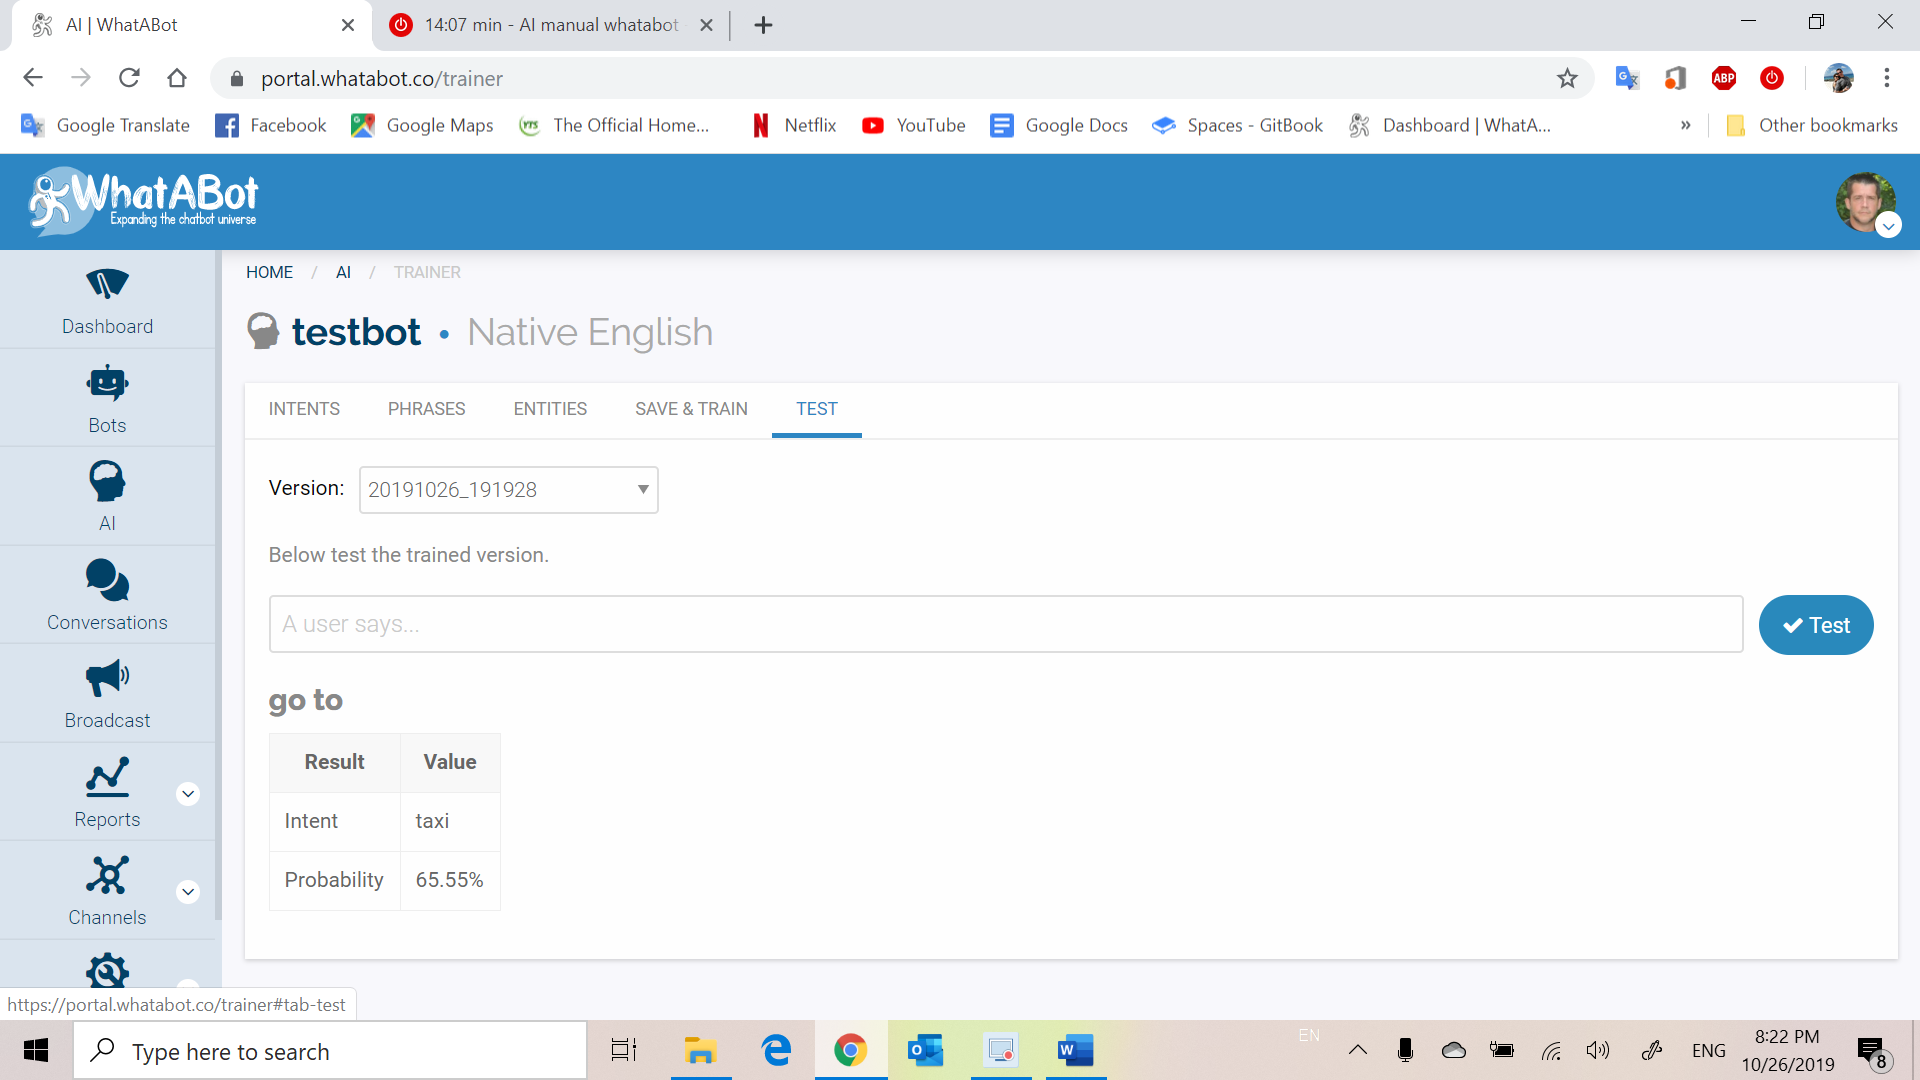 AI | WhatABot
14:07 min - AI manual whatabot
portal.whatabot.co/trainer
ABP
Google Translate
Facebook
Google Maps
The Official Home...
Netflix
YouTube
Google Docs
Spaces - GitBook
Dashboard | WhatA...
»
Other bookmarks
WhatABot
Expanding the chatbot universe
HOME / AI / TRAINER
testbot • Native English
Dashboard
Bots
AI
Conversations
Broadcast
Reports
Channels
INTENTS PHRASES ENTITIES SAVE & TRAIN TEST
Version: 20191026_191928
Below test the trained version.
A user says...
Test
go to
Result Value
Intent taxi
Probability 65.55%
https://portal.whatabot.co/trainer#tab-test
Type here to search
EN
ENG
8:22 PM
10/26/2019
8